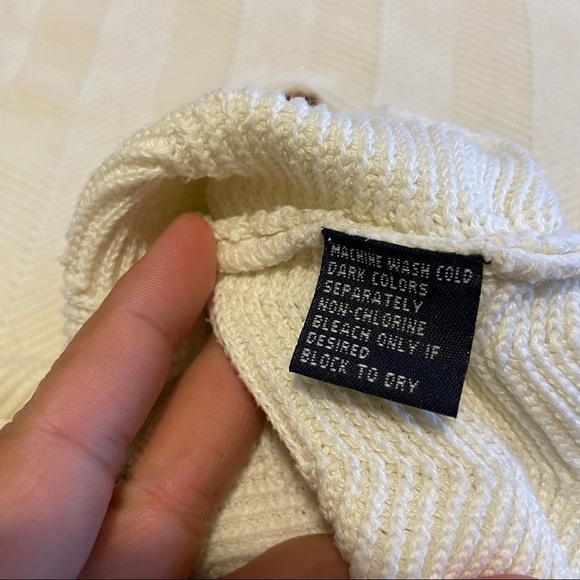 MACHINE WASH COLD
DARK COLORS
SEPARATELY
NON-CHLORINE
BLEACH ONLY IF
DESIRED
BLOCK TO DRY